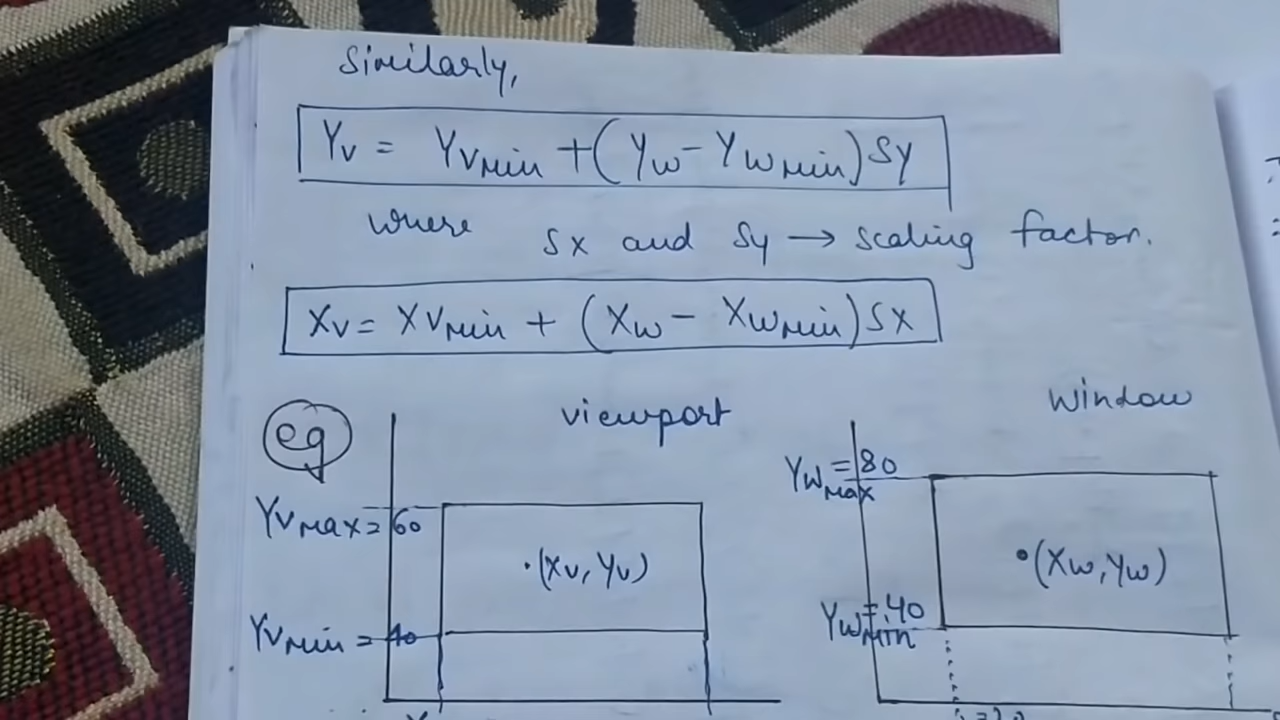 Similarly,
Yv = Yvmin + (Yw - Ywmin) Sy
where Sx and Sy → scaling factor.
Xv = Xvmin + (Xw - Xwmin) Sx
eg
viewport
Window
Yvmax = 60
Yvmin = 40
.(Xv, Yv)
Ywmax = 80
Ywmin = 40
•(Xw, Yw)